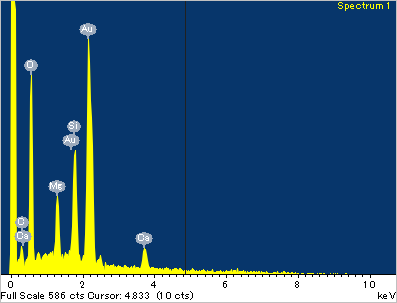 Spectrum 1
Au
O
Si
Au
Mg
C
Ca
Ca
0 2 4 6 8 10
Full Scale 586 cts Cursor: 4.833 (10 cts) keV